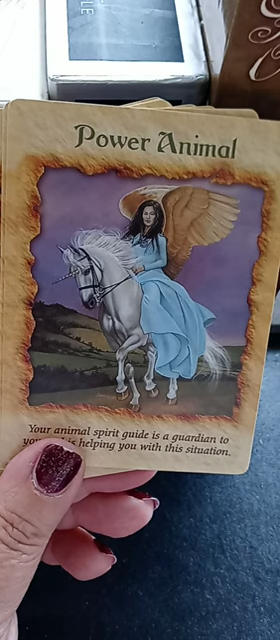 Power Animal
Your animal spirit guide is a guardian to
is helping you with this situation.